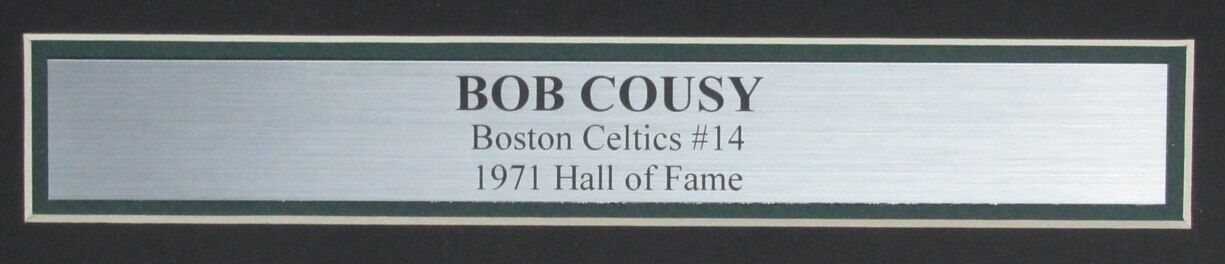 BOB COUSY
Boston Celtics #14
1971 Hall of Fame